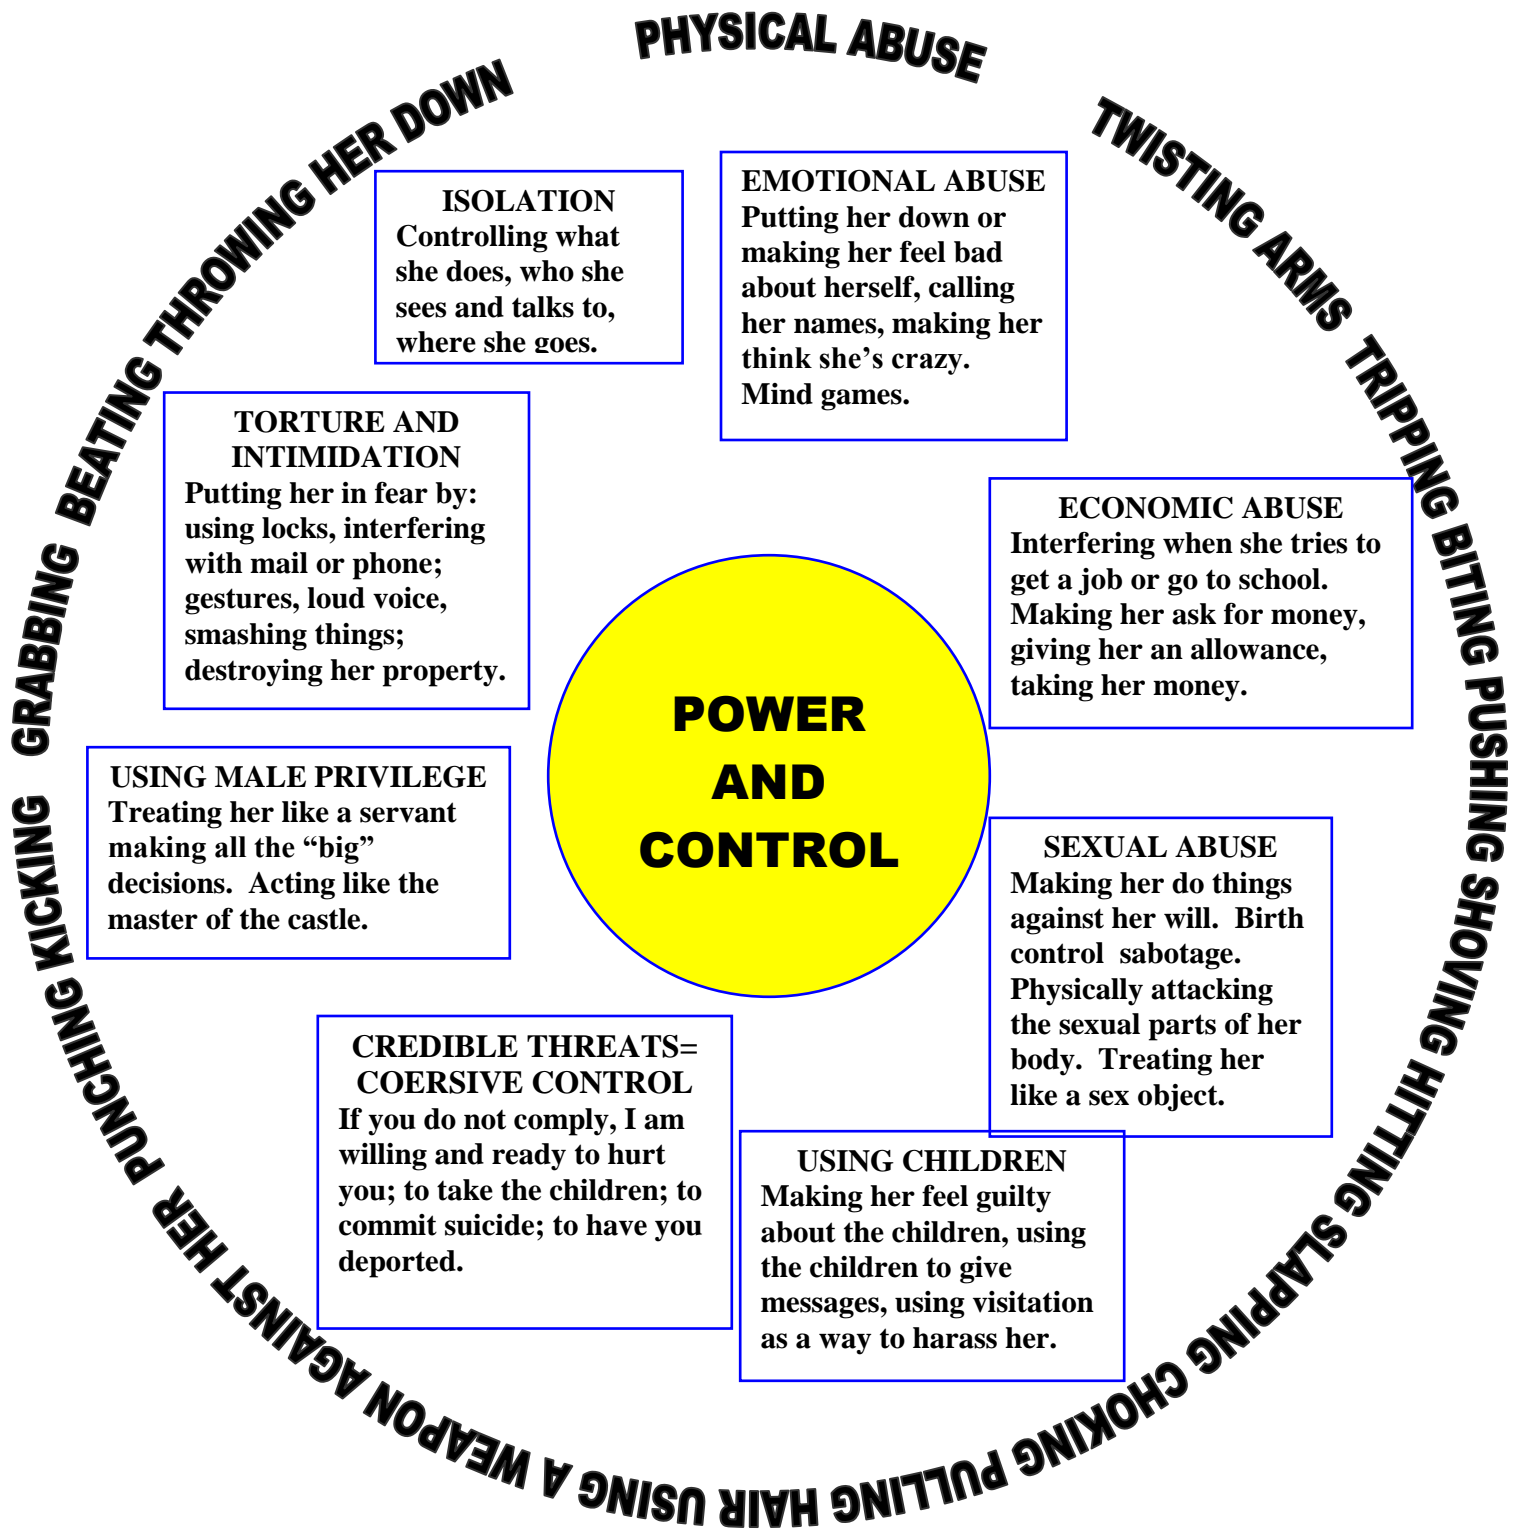 PHYSICAL ABUSE
TWISTING ARMS TRIPPING BITING PUSHING SHOVING HITTING SLAPPING CHOKING PULLING HAIR USING A WEAPON AGAINST HER PUNCHING KICKING GRABBING BEATING THROWING HER DOWN
ISOLATION
Controlling what
she does, who she
sees and talks to,
where she goes.
EMOTIONAL ABUSE
Putting her down or
making her feel bad
about herself, calling
her names, making her
think she’s crazy.
Mind games.
TORTURE AND
INTIMIDATION
Putting her in fear by:
using locks, interfering
with mail or phone;
gestures, loud voice,
smashing things;
destroying her property.
ECONOMIC ABUSE
Interfering when she tries to
get a job or go to school.
Making her ask for money,
giving her an allowance,
taking her money.
POWER
AND
CONTROL
USING MALE PRIVILEGE
Treating her like a servant
making all the “big”
decisions.  Acting like the
master of the castle.
SEXUAL ABUSE
Making her do things
against her will.  Birth
control  sabotage.
Physically attacking
the sexual parts of her
body.  Treating her
like a sex object.
CREDIBLE THREATS=
COERSIVE CONTROL
If you do not comply, I am
willing and ready to hurt
you; to take the children; to
commit suicide; to have you
deported.
USING CHILDREN
Making her feel guilty
about the children, using
the children to give
messages, using visitation
as a way to harass her.